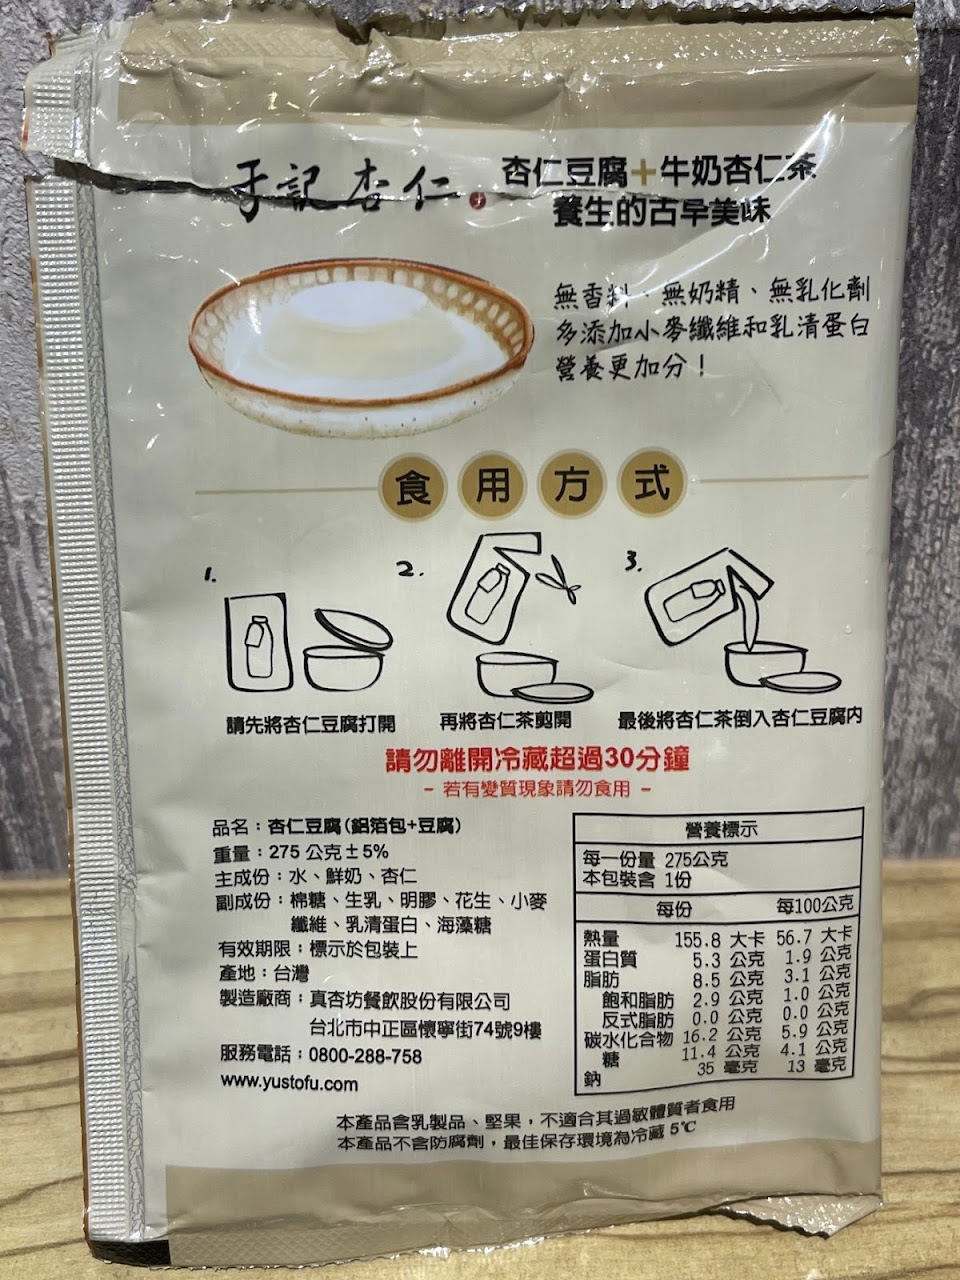 于記杏仁
杏仁豆腐+牛奶杏仁茶
養生的古早美味
無香料、無奶精、無乳化劑
多添加小麥纖維和乳清蛋白
營養更加分！
食用方式
1.
2.
3.
請先將杏仁豆腐打開
再將杏仁茶剪開
最後將杏仁茶倒入杏仁豆腐内
請勿離開冷藏超過30分鐘
- 若有變質現象請勿食用 -
品名：杏仁豆腐(鋁箔包+豆腐)
重量：275 公克±5%
主成份：水、鮮奶、杏仁
副成份：棉糖、生乳、明膠、花生、小麥
纖維、乳清蛋白、海藻糖
有效期限：標示於包裝上
產地：台灣
製造廠商：真杏坊餐飲股份有限公司
台北市中正區懷寧街74號9樓
服務電話：0800-288-758
www.yustofu.com
營養標示
每一份量 275公克
本包裝含 1份
每份 每100公克
熱量 155.8 大卡 56.7 大卡
蛋白質 5.3 公克 1.9 公克
脂肪 8.5 公克 3.1 公克
飽和脂肪 2.9 公克 1.0 公克
反式脂肪 0.0 公克 0.0 公克
碳水化合物 16.2 公克 5.9 公克
糖 11.4 公克 4.1 公克
鈉 35 毫克 13 毫克
本產品含乳製品、堅果，不適合其過敏體質者食用
本產品不含防腐劑，最佳保存環境為冷藏 5℃